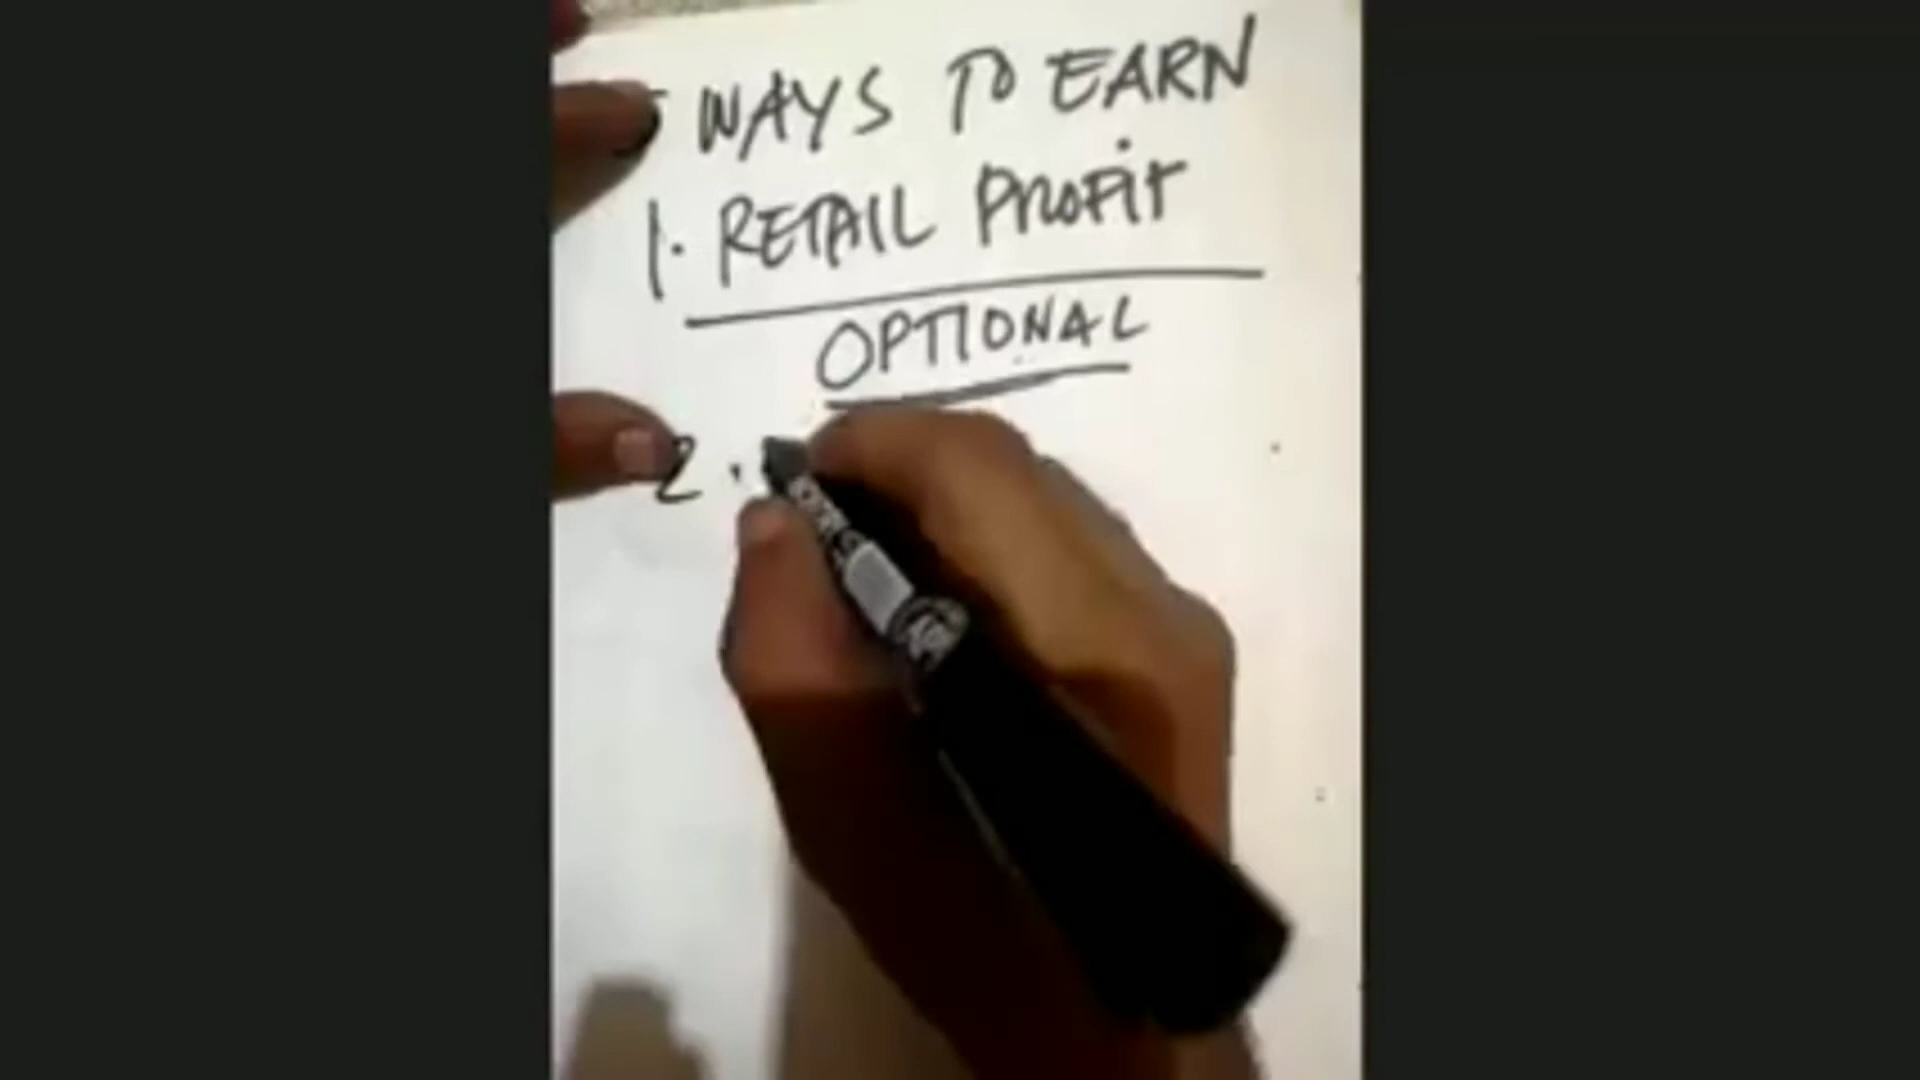 WAYS TO EARN
1. RETAIL PROFIT
OPTIONAL
2.